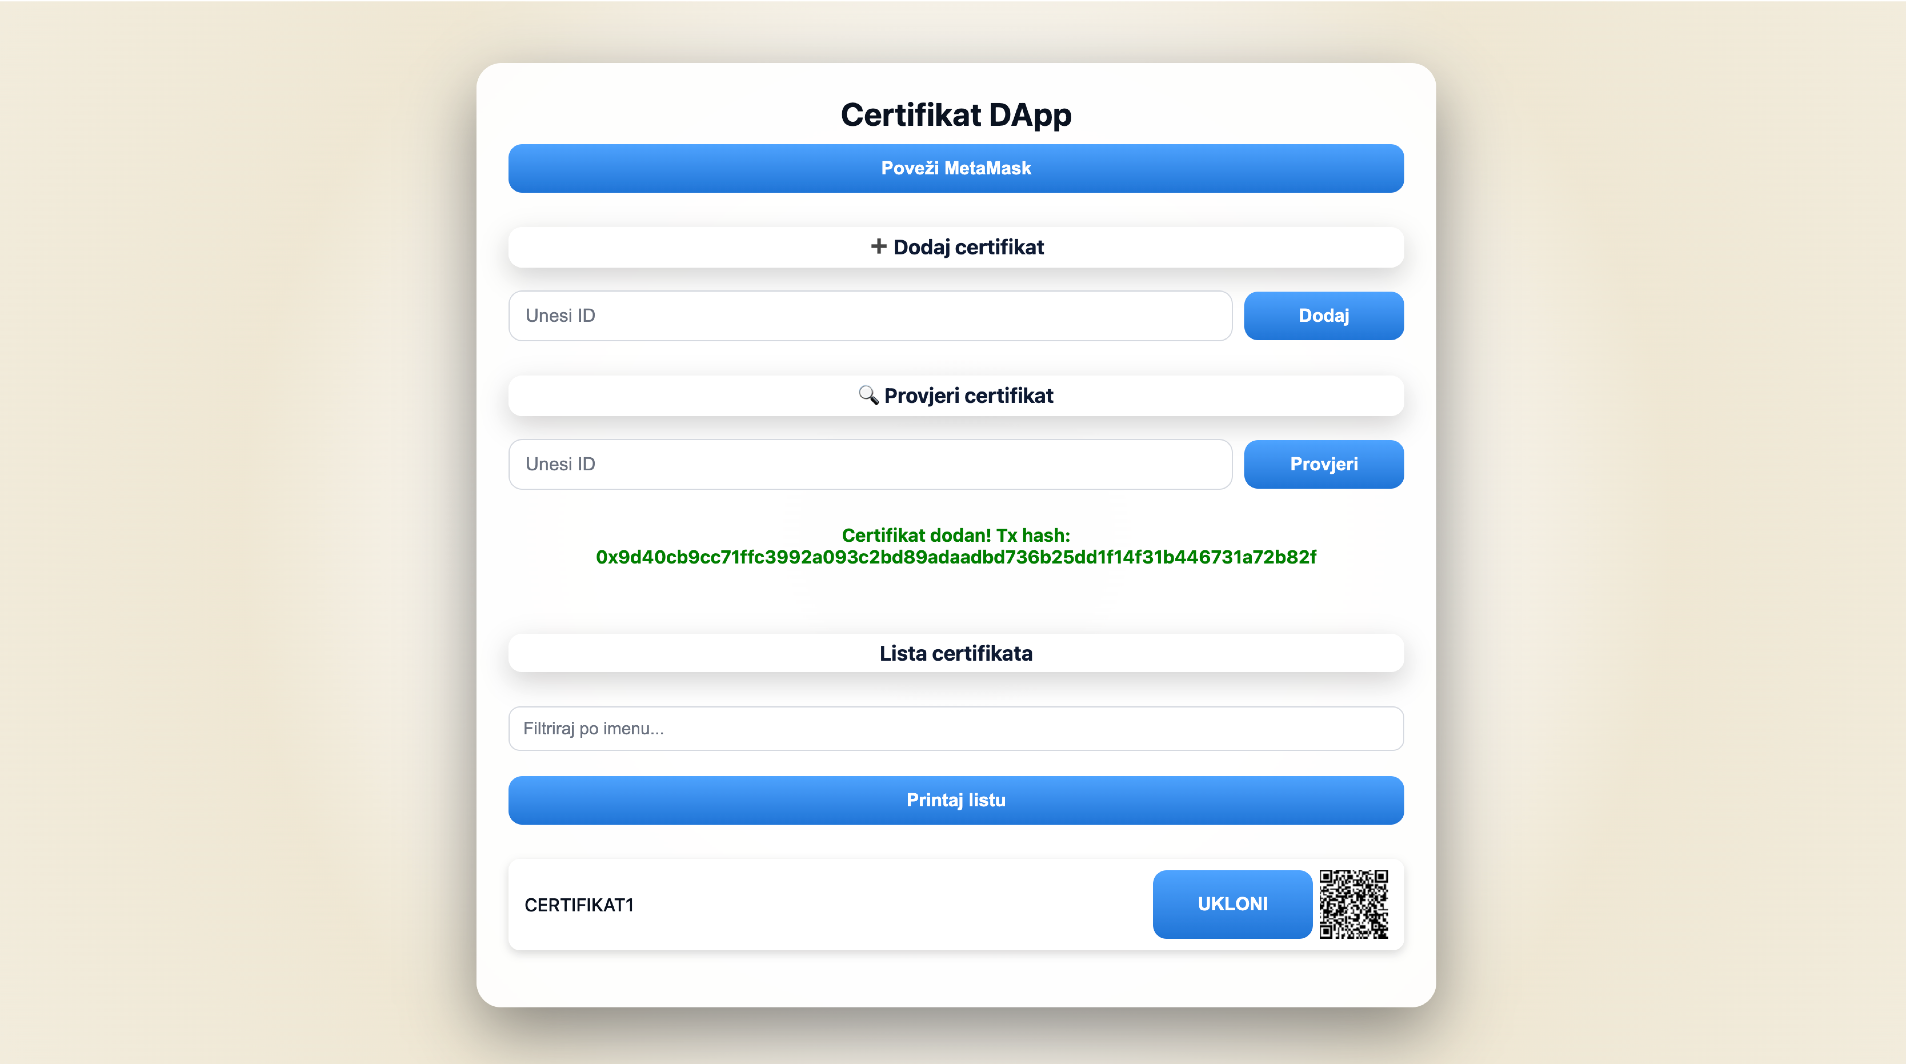 Certifikat DApp
Poveži MetaMask
➕ Dodaj certifikat
Unesi ID
Dodaj
🔍 Provjeri certifikat
Unesi ID
Provjeri
Certifikat dodan! Tx hash:
0x9d40cb9cc71ffc3992a093c2bd89adaadbd736b25dd1f14f31b446731a72b82f
Lista certifikata
Filtriraj po imenu...
Printaj listu
CERTIFIKAT1
UKLONI